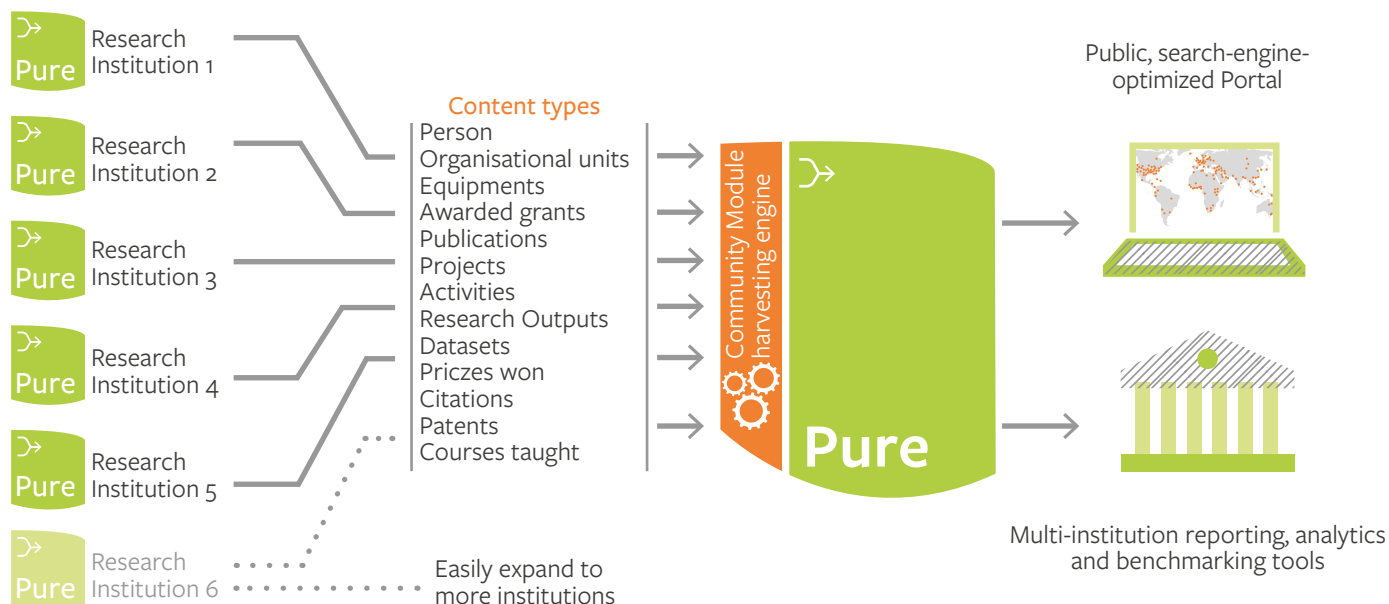 Pure
Research
Institution 1
Pure
Research
Institution 2
Pure
Research
Institution 3
Pure
Research
Institution 4
Pure
Research
Institution 5
Pure
Research
Institution 6
Easily expand to
more institutions
Content types
Person
Organisational units
Equipments
Awarded grants
Publications
Projects
Activities
Research Outputs
Datasets
Priczes won
Citations
Patents
Courses taught
Community Module
harvesting engine
Pure
Public, search-engine-
optimized Portal
Multi-institution reporting, analytics
and benchmarking tools